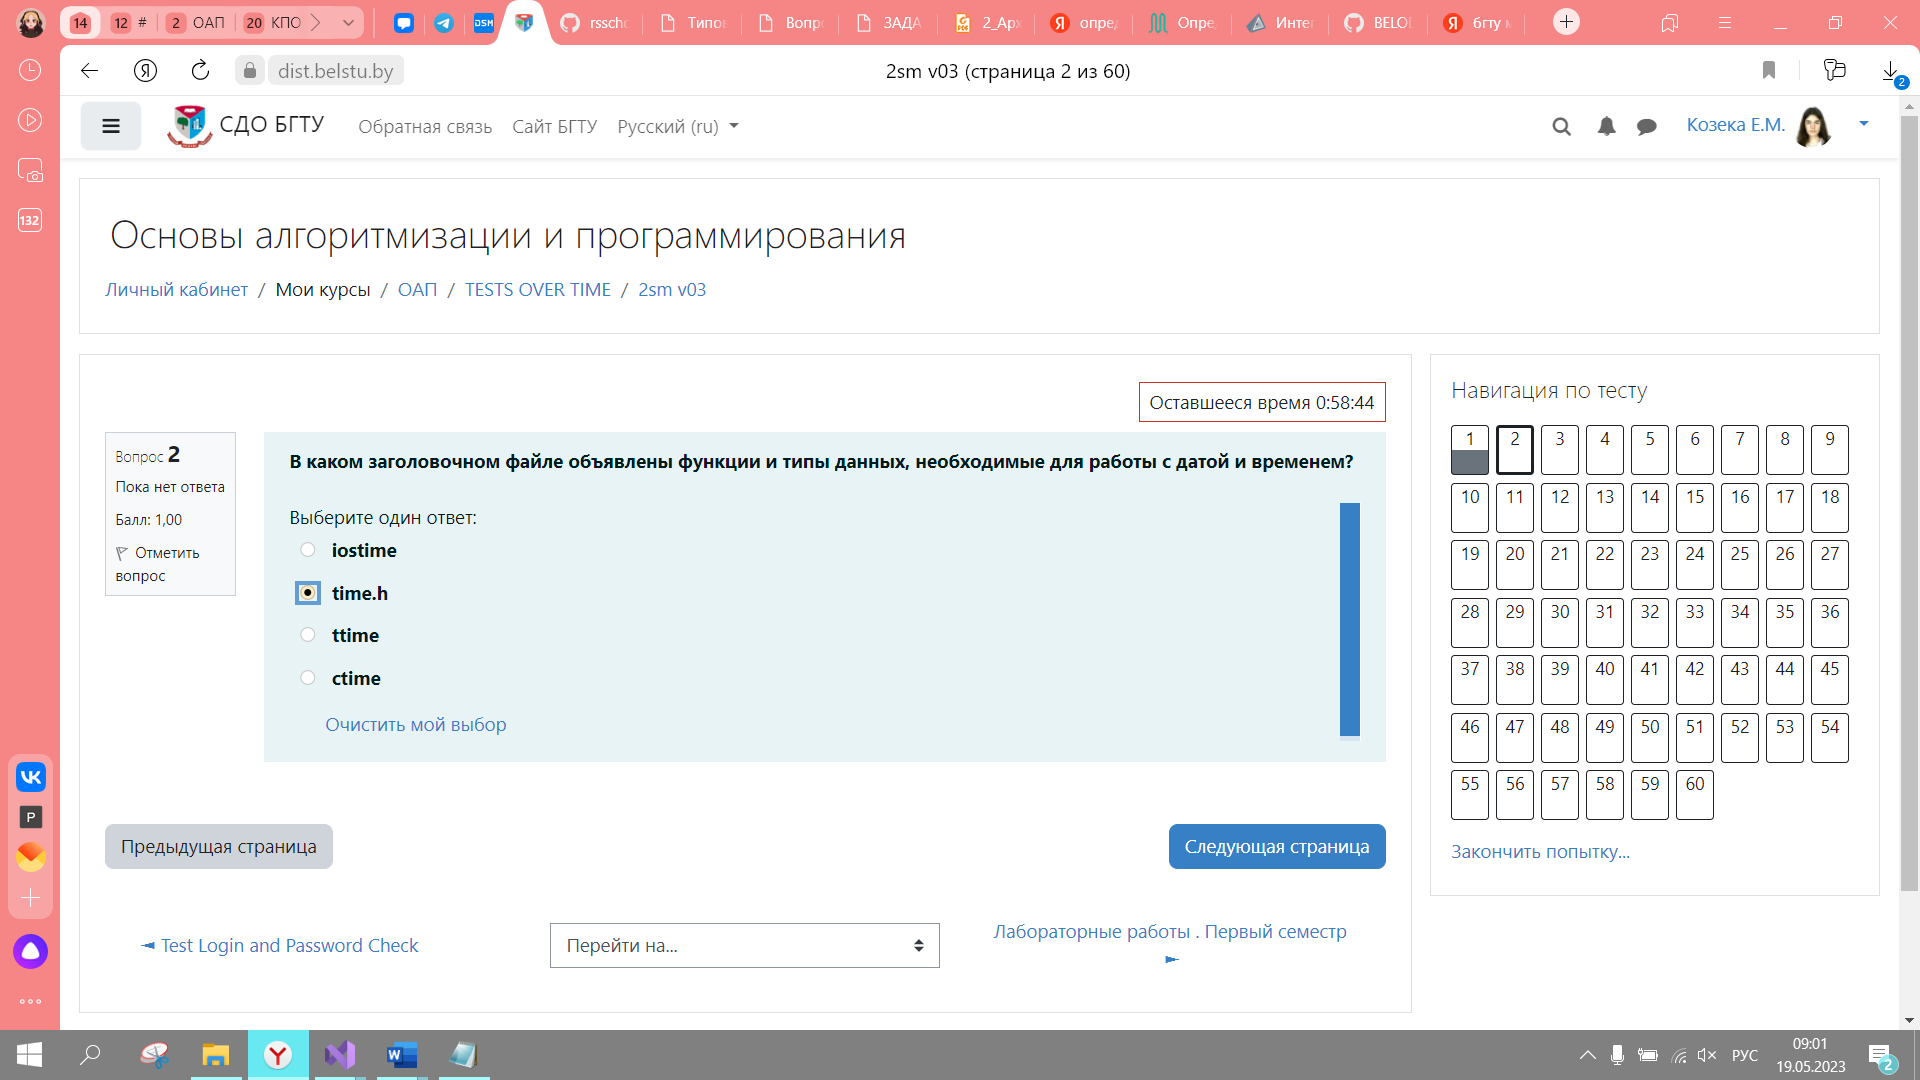 14 12 # 2 ОАП 20 КПО DSM rssch Типо Вопр ЗАДА 2_Арх опре Опре Интег BELO бгту м
dist.belstu.by 2sm v03 (страница 2 из 60) 2
132
СДО БГТУ Обратная связь Сайт БГТУ Русский (ru) Козека Е.М.
Основы алгоритмизации и программирования
Личный кабинет / Мои курсы / ОАП / TESTS OVER TIME / 2sm v03
Оставшееся время 0:58:44
Вопрос 2
Пока нет ответа
Балл: 1,00
Отметить
вопрос
В каком заголовочном файле объявлены функции и типы данных, необходимые для работы с датой и временем?
Выберите один ответ:
iostime
time.h
ttime
ctime
Очистить мой выбор
Предыдущая страница Следующая страница
Test Login and Password Check
Перейти на...
Лабораторные работы . Первый семестр
Навигация по тесту
1 2 3 4 5 6 7 8 9
10 11 12 13 14 15 16 17 18
19 20 21 22 23 24 25 26 27
28 29 30 31 32 33 34 35 36
37 38 39 40 41 42 43 44 45
46 47 48 49 50 51 52 53 54
55 56 57 58 59 60
Закончить попытку...
РУС
09:01
19.05.2023
2